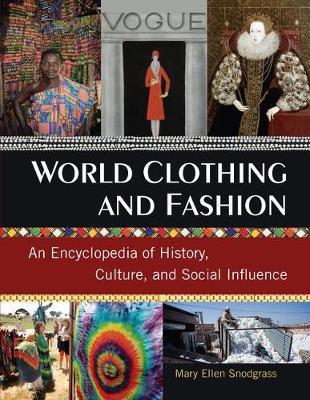 VOGUE
WORLD CLOTHING
AND FASHION
An Encyclopedia of History,
Culture, and Social Influence
Mary Ellen Snodgrass